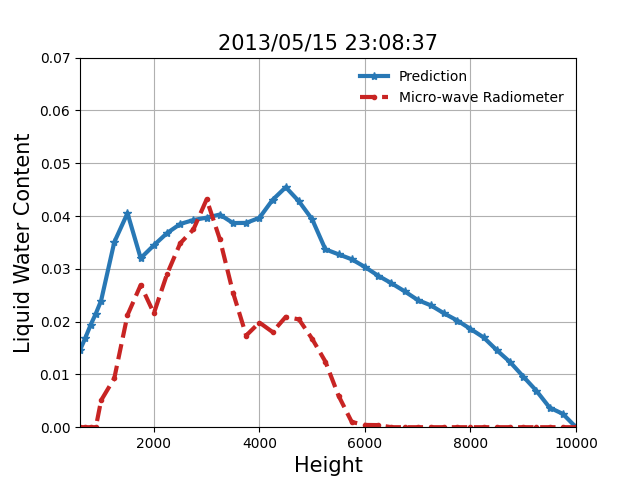 2013/05/15 23:08:37
0.07
0.06
0.05
0.04
0.03
0.02
0.01
0.00
Liquid Water Content
Prediction
Micro-wave Radiometer
2000 4000 6000 8000 10000
Height